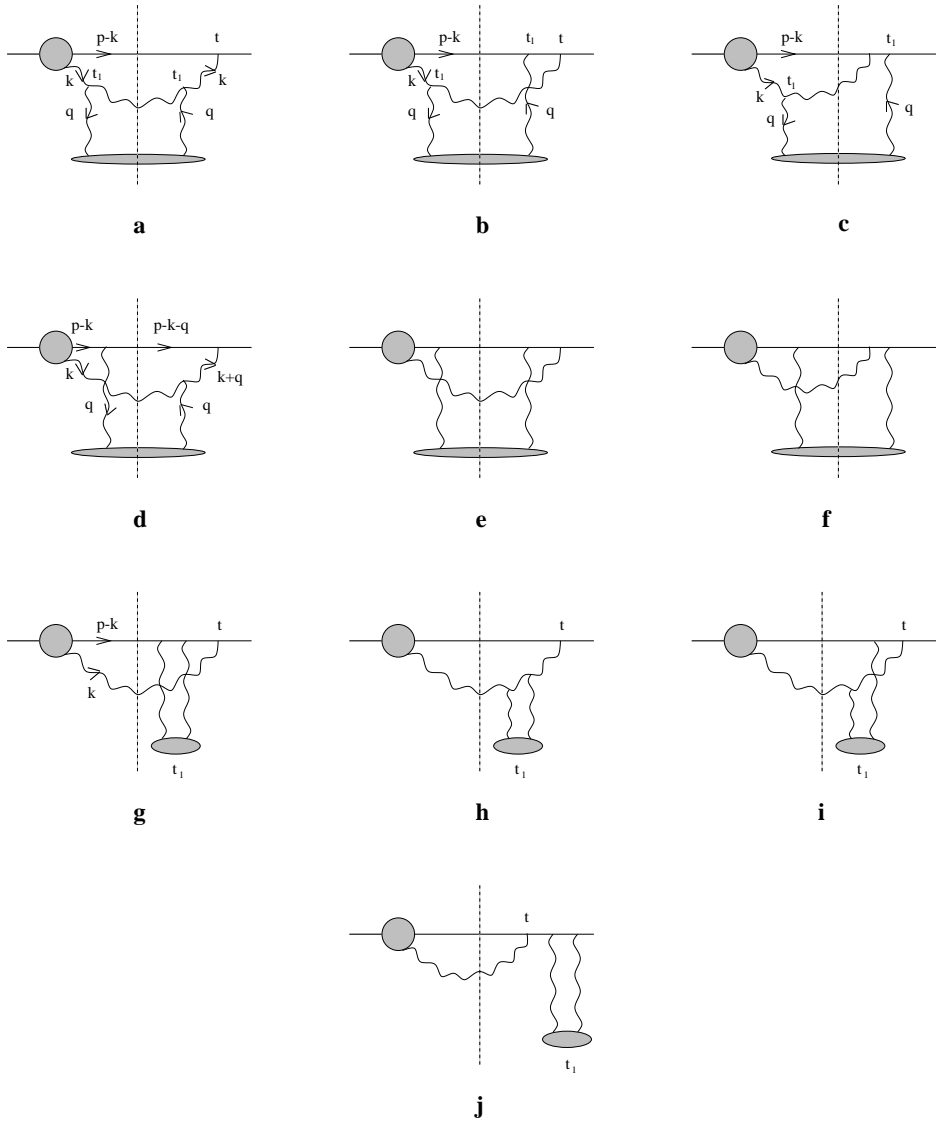 p-k t
k t₁ t₁ k
q q
a
p-k t₁ t
k t₁
q q
b
p-k t₁
k t₁
q q
c
p-k p-k-q
k k+q
q q
d
e
f
p-k t
k
t₁
g
t
t₁
h
t
t₁
i
t
t₁
j